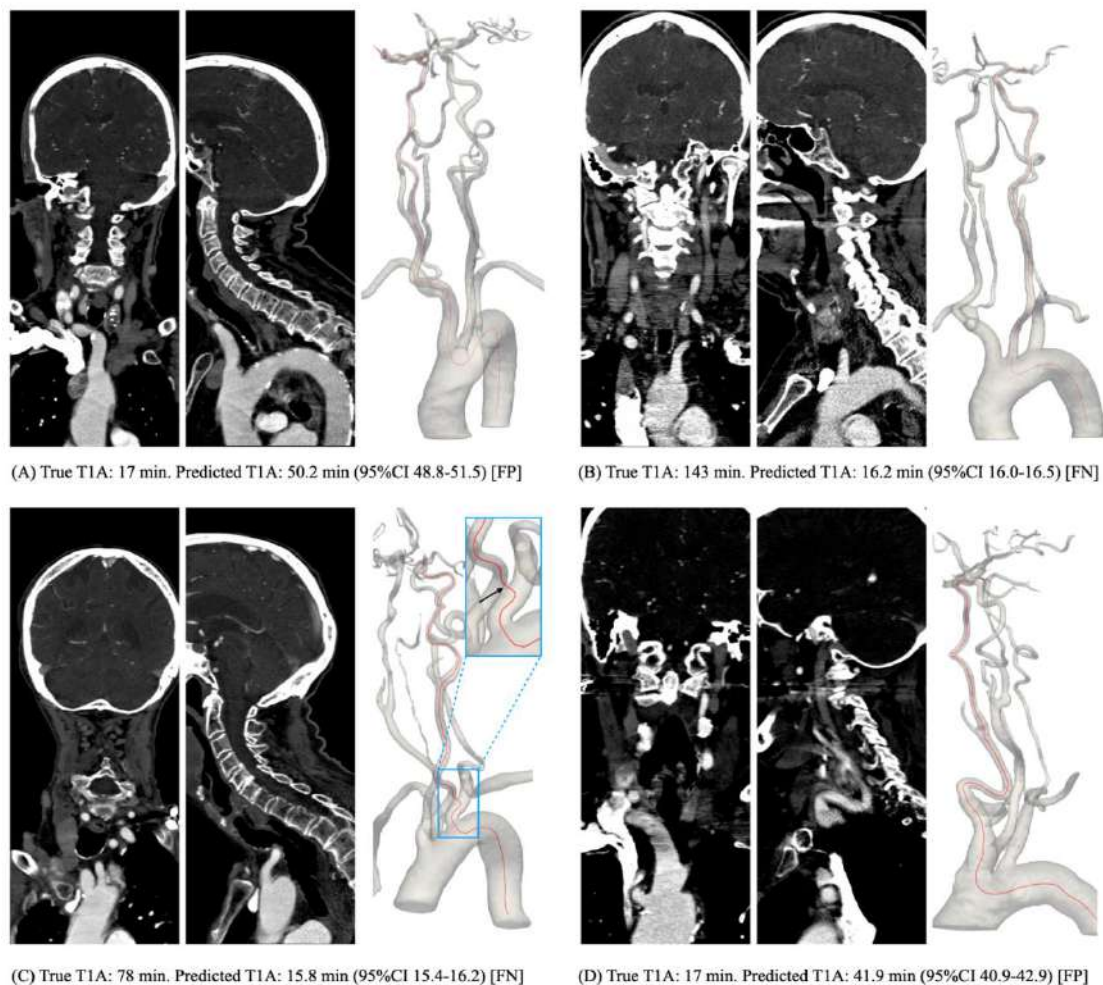 (A) True T1A: 17 min. Predicted T1A: 50.2 min (95%CI 48.8-51.5) [FP]
(B) True T1A: 143 min. Predicted T1A: 16.2 min (95%CI 16.0-16.5) [FN]
(C) True T1A: 78 min. Predicted T1A: 15.8 min (95%CI 15.4-16.2) [FN]
(D) True T1A: 17 min. Predicted T1A: 41.9 min (95%CI 40.9-42.9) [FP]